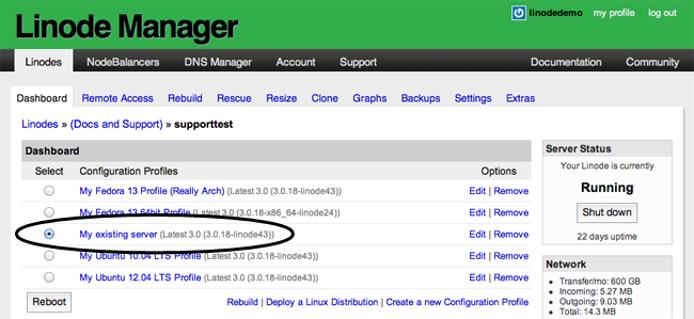 Linode Manager
linodedemo my profile log out
Linodes NodeBalancers DNS Manager Account Support Documentation Community
Dashboard Remote Access Rebuild Rescue Resize Clone Graphs Backups Settings Extras
Linodes » (Docs and Support) » supporttest
Dashboard
Select Configuration Profiles Options
My Fedora 13 Profile (Really Arch) (Latest 3.0 (3.0.18-linode43)) Edit | Remove
My Fedora 13 64bit Profile (Latest 3.0 (3.0.18-x86_64-linode24)) Edit | Remove
My existing server (Latest 3.0 (3.0.18-linode43)) Edit | Remove
My Ubuntu 10.04 LTS Profile (Latest 3.0 (3.0.18-linode43)) Edit | Remove
My Ubuntu 12.04 LTS Profile (Latest 3.0 (3.0.18-linode43)) Edit | Remove
Reboot Rebuild | Deploy a Linux Distribution | Create a new Configuration Profile
Server Status
Your Linode is currently
Running
Shut down
22 days uptime
Network
Transfer/mo: 600 GB
Incoming: 5.27 MB
Outgoing: 9.03 MB
Total: 14.3 MB